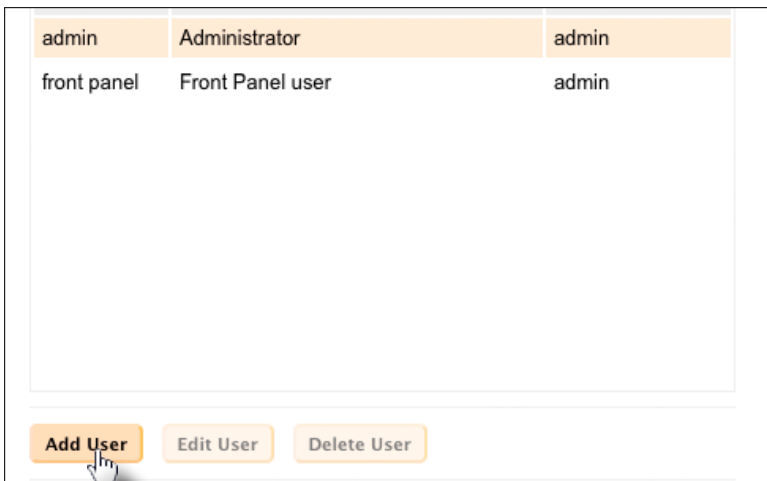 admin Administrator admin
front panel Front Panel user admin
Add User Edit User Delete User